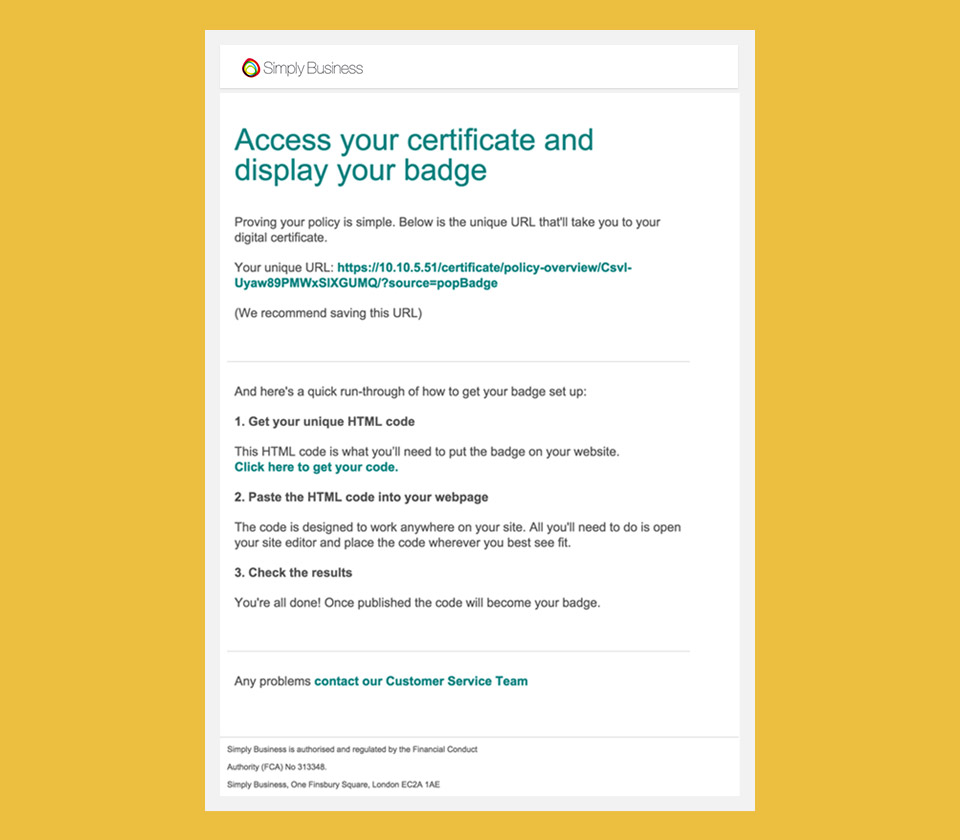 Simply Business
Access your certificate and
display your badge
Proving your policy is simple. Below is the unique URL that'll take you to your
digital certificate.
Your unique URL: https://10.10.5.51/certificate/policy-overview/Csvl-
Uyaw89PMWxSlXGUMQ/?source=popBadge
(We recommend saving this URL)
And here's a quick run-through of how to get your badge set up:
1. Get your unique HTML code
This HTML code is what you'll need to put the badge on your website.
Click here to get your code.
2. Paste the HTML code into your webpage
The code is designed to work anywhere on your site. All you'll need to do is open
your site editor and place the code wherever you best see fit.
3. Check the results
You're all done! Once published the code will become your badge.
Any problems contact our Customer Service Team
Simply Business is authorised and regulated by the Financial Conduct
Authority (FCA) No 313348.
Simply Business, One Finsbury Square, London EC2A 1AE